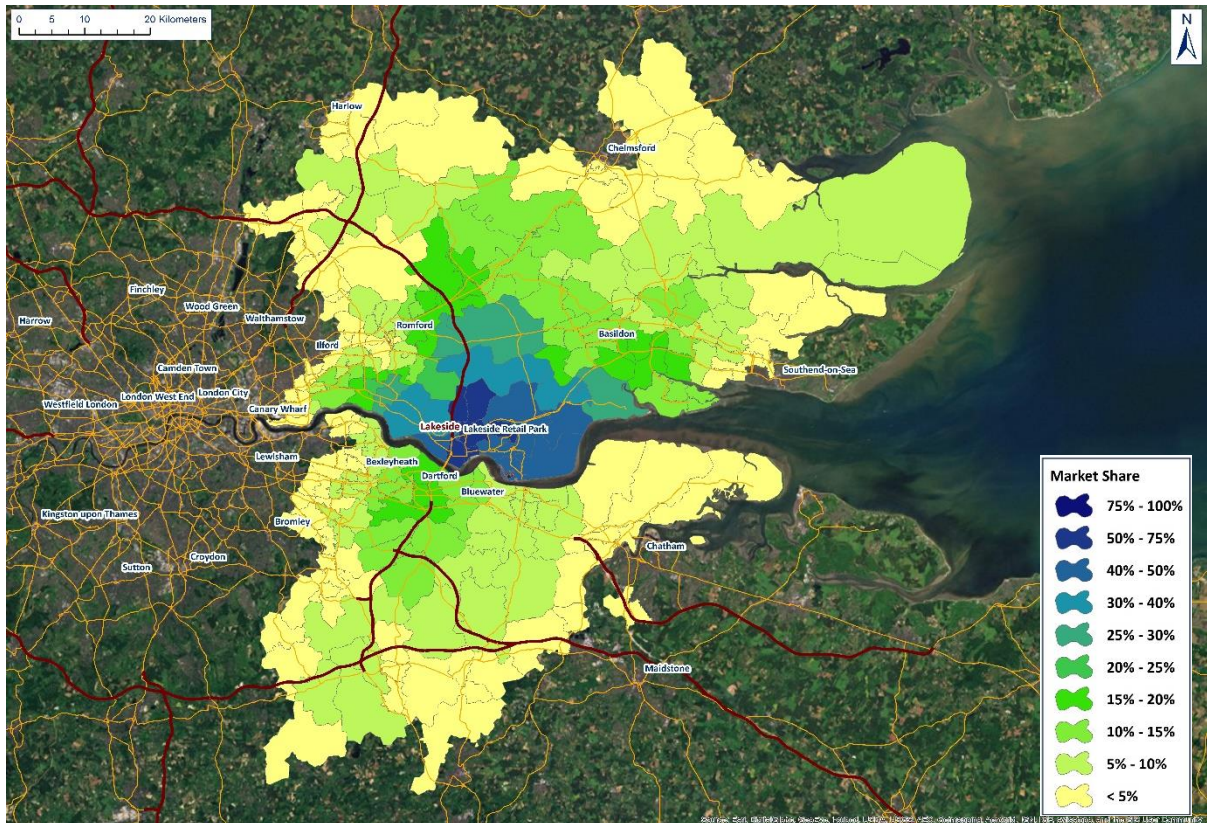 0 5 10 20 Kilometers
N
Harlow
Chelmsford
Finchley
Wood Green
Harrow
Walthamstow
Romford
Basildon
Ilford
Camden Town
Southend-on-Sea
London West End
London City
Westfield London
Canary Wharf
Lakeside
Lakeside Retail Park
Lewisham
Bexleyheath
Dartford
Bluewater
Kingston upon Thames
Bromley
Chatham
Croydon
Sutton
Maidstone
Market Share
75% - 100%
50% - 75%
40% - 50%
30% - 40%
25% - 30%
20% - 25%
15% - 20%
10% - 15%
5% - 10%
< 5%